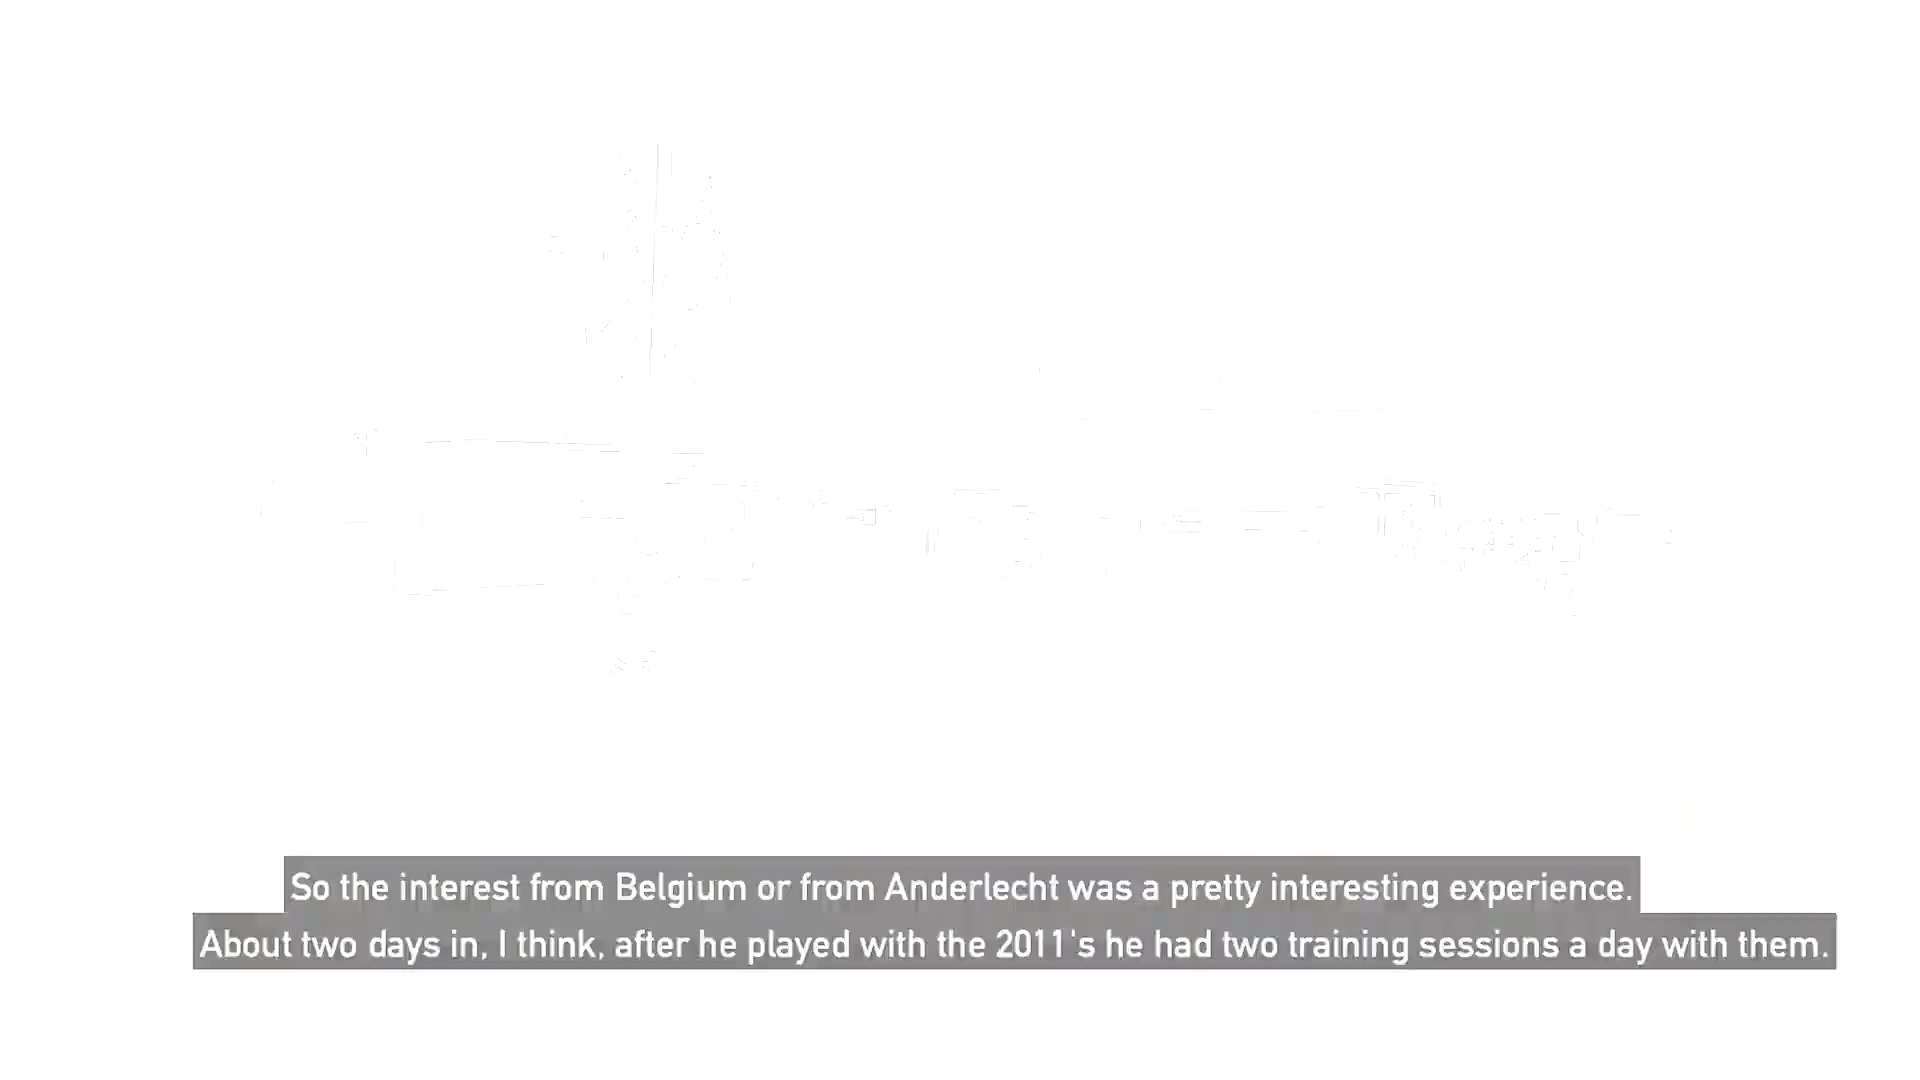 So the interest from Belgium or from Anderlecht was a pretty interesting experience.
About two days in, I think, after he played with the 2011's he had two training sessions a day with them.